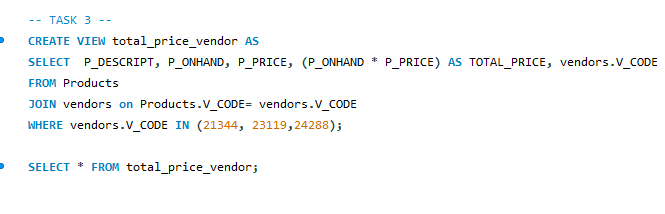 -- TASK 3 --
CREATE VIEW total_price_vendor AS
SELECT  P_DESCRIPT, P_ONHAND, P_PRICE, (P_ONHAND * P_PRICE) AS TOTAL_PRICE, vendors.V_CODE
FROM Products
JOIN vendors on Products.V_CODE= vendors.V_CODE
WHERE vendors.V_CODE IN (21344, 23119,24288);
SELECT * FROM total_price_vendor;